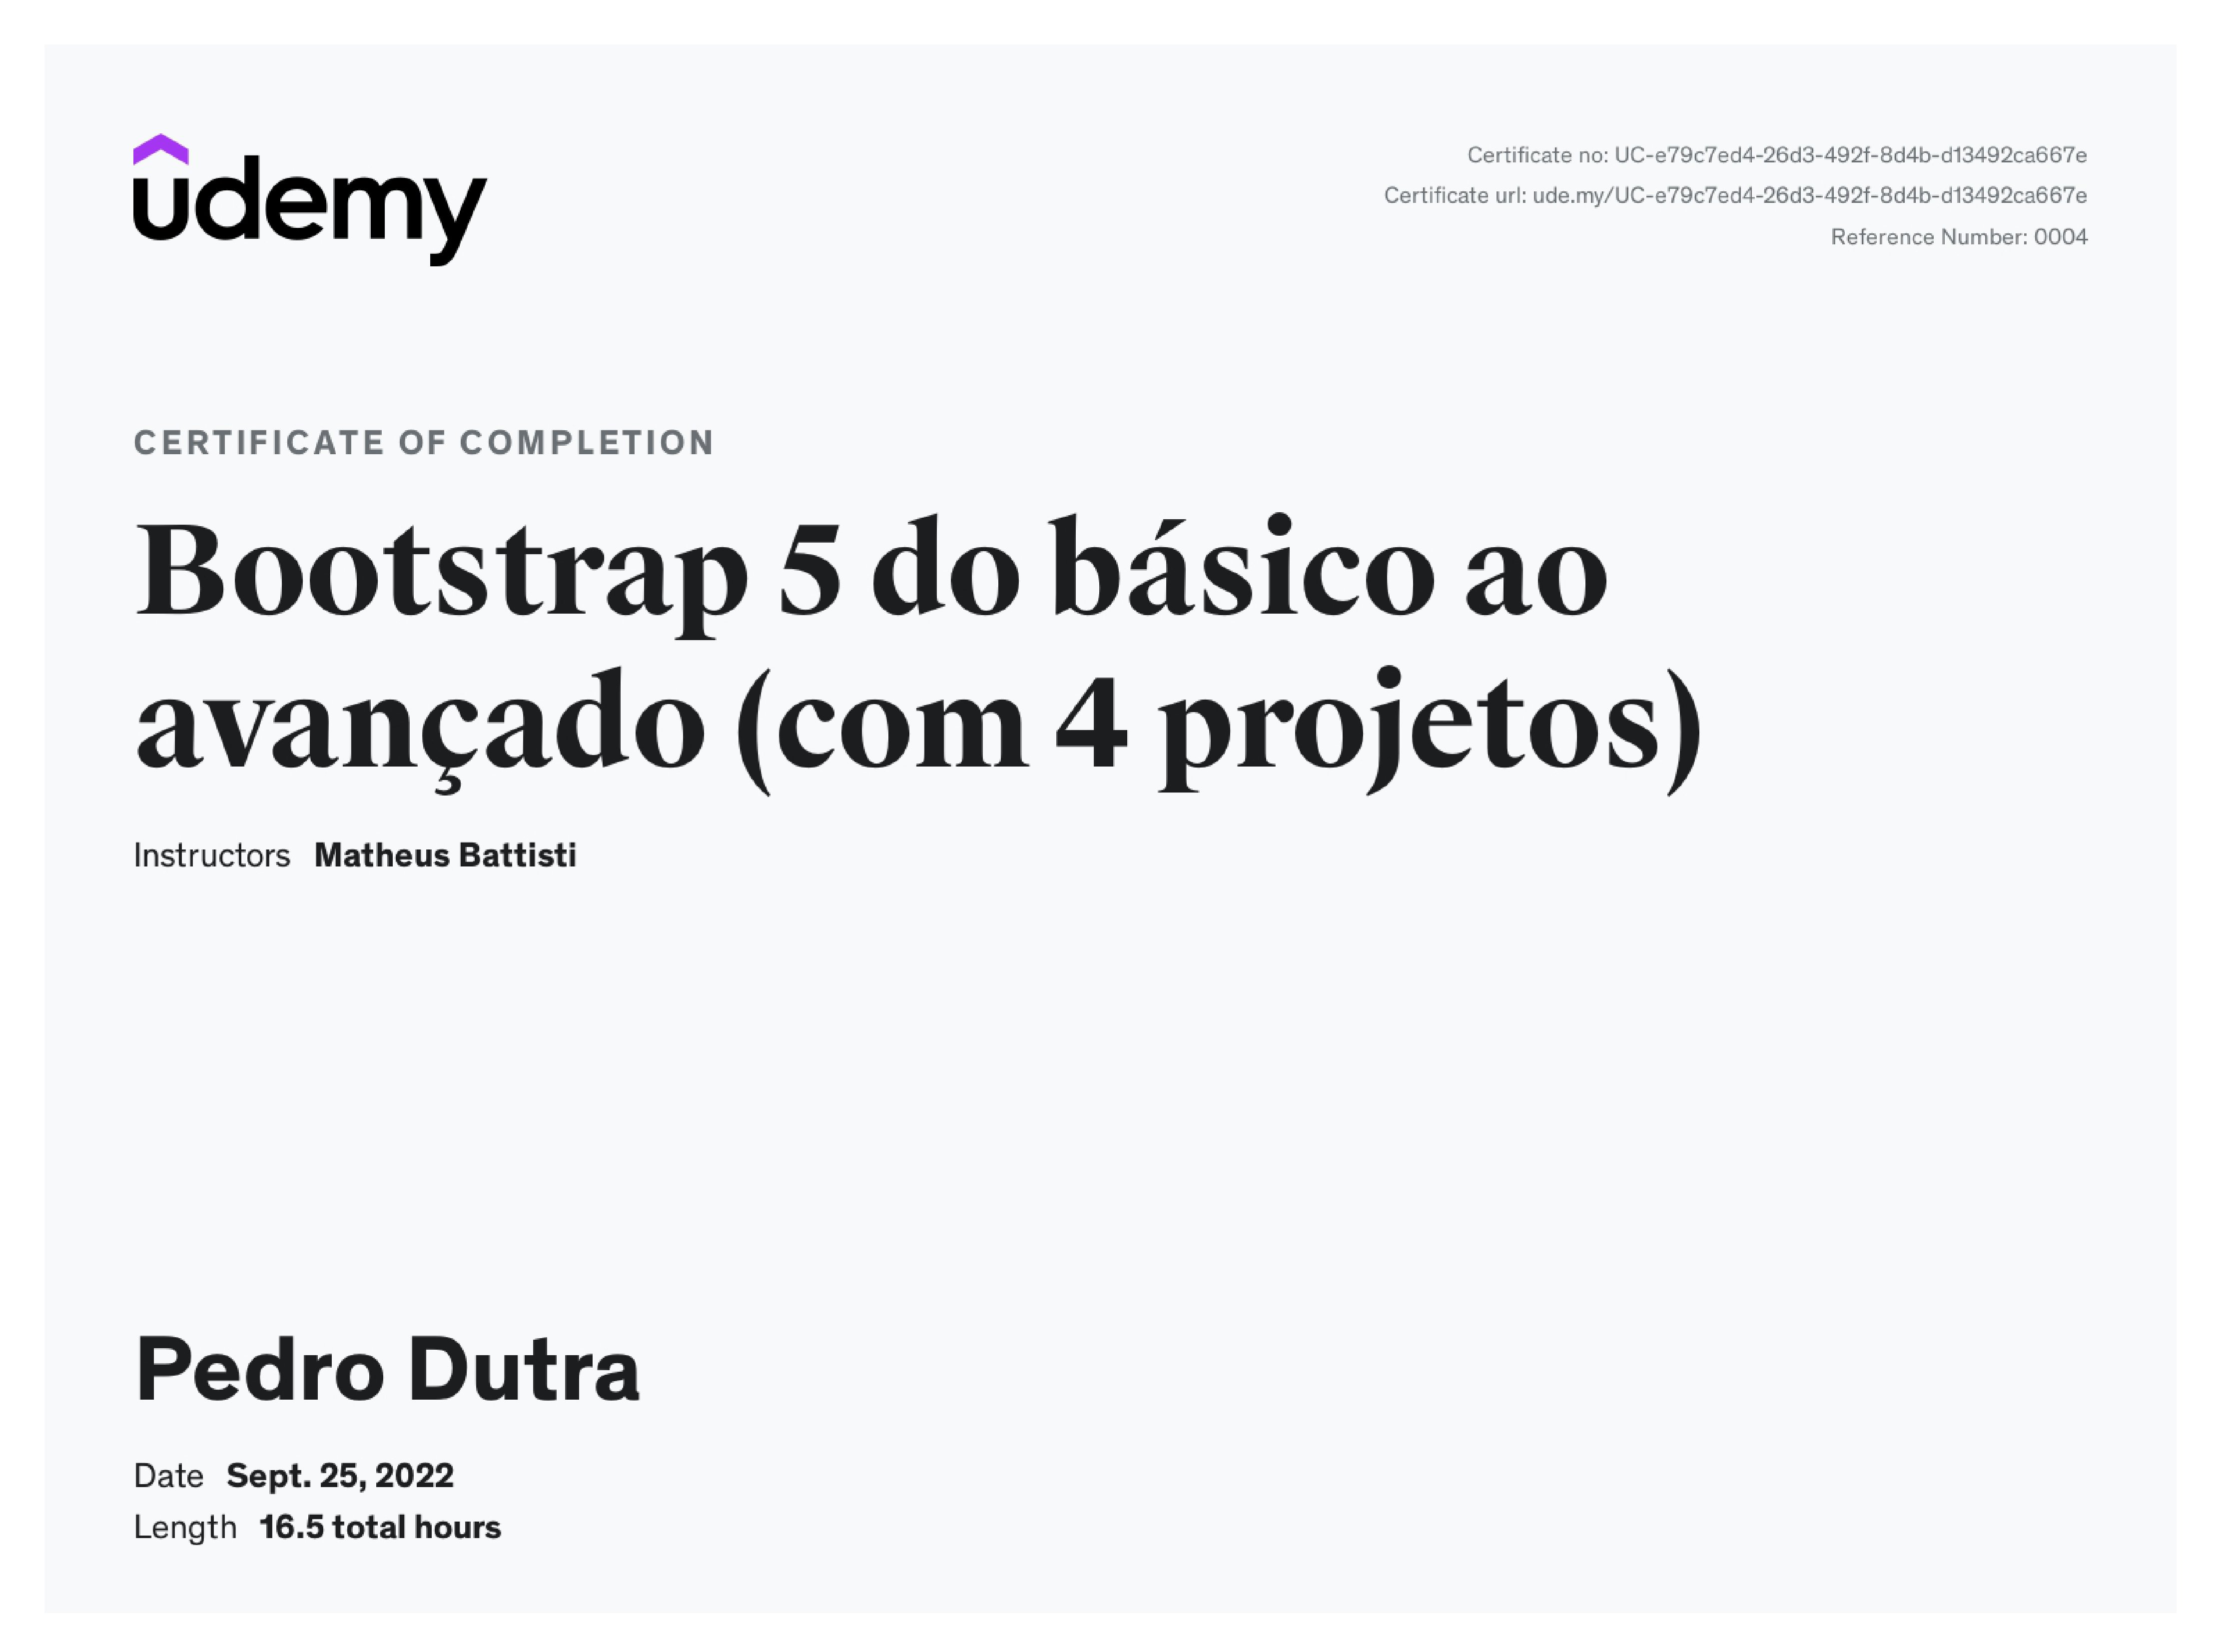 udemy
Certificate no: UC-e79c7ed4-26d3-492f-8d4b-d13492ca667e
Certificate url: ude.my/UC-e79c7ed4-26d3-492f-8d4b-d13492ca667e
Reference Number: 0004
CERTIFICATE OF COMPLETION
Bootstrap 5 do básico ao
avançado (com 4 projetos)
Instructors Matheus Battisti
Pedro Dutra
Date Sept. 25, 2022
Length 16.5 total hours